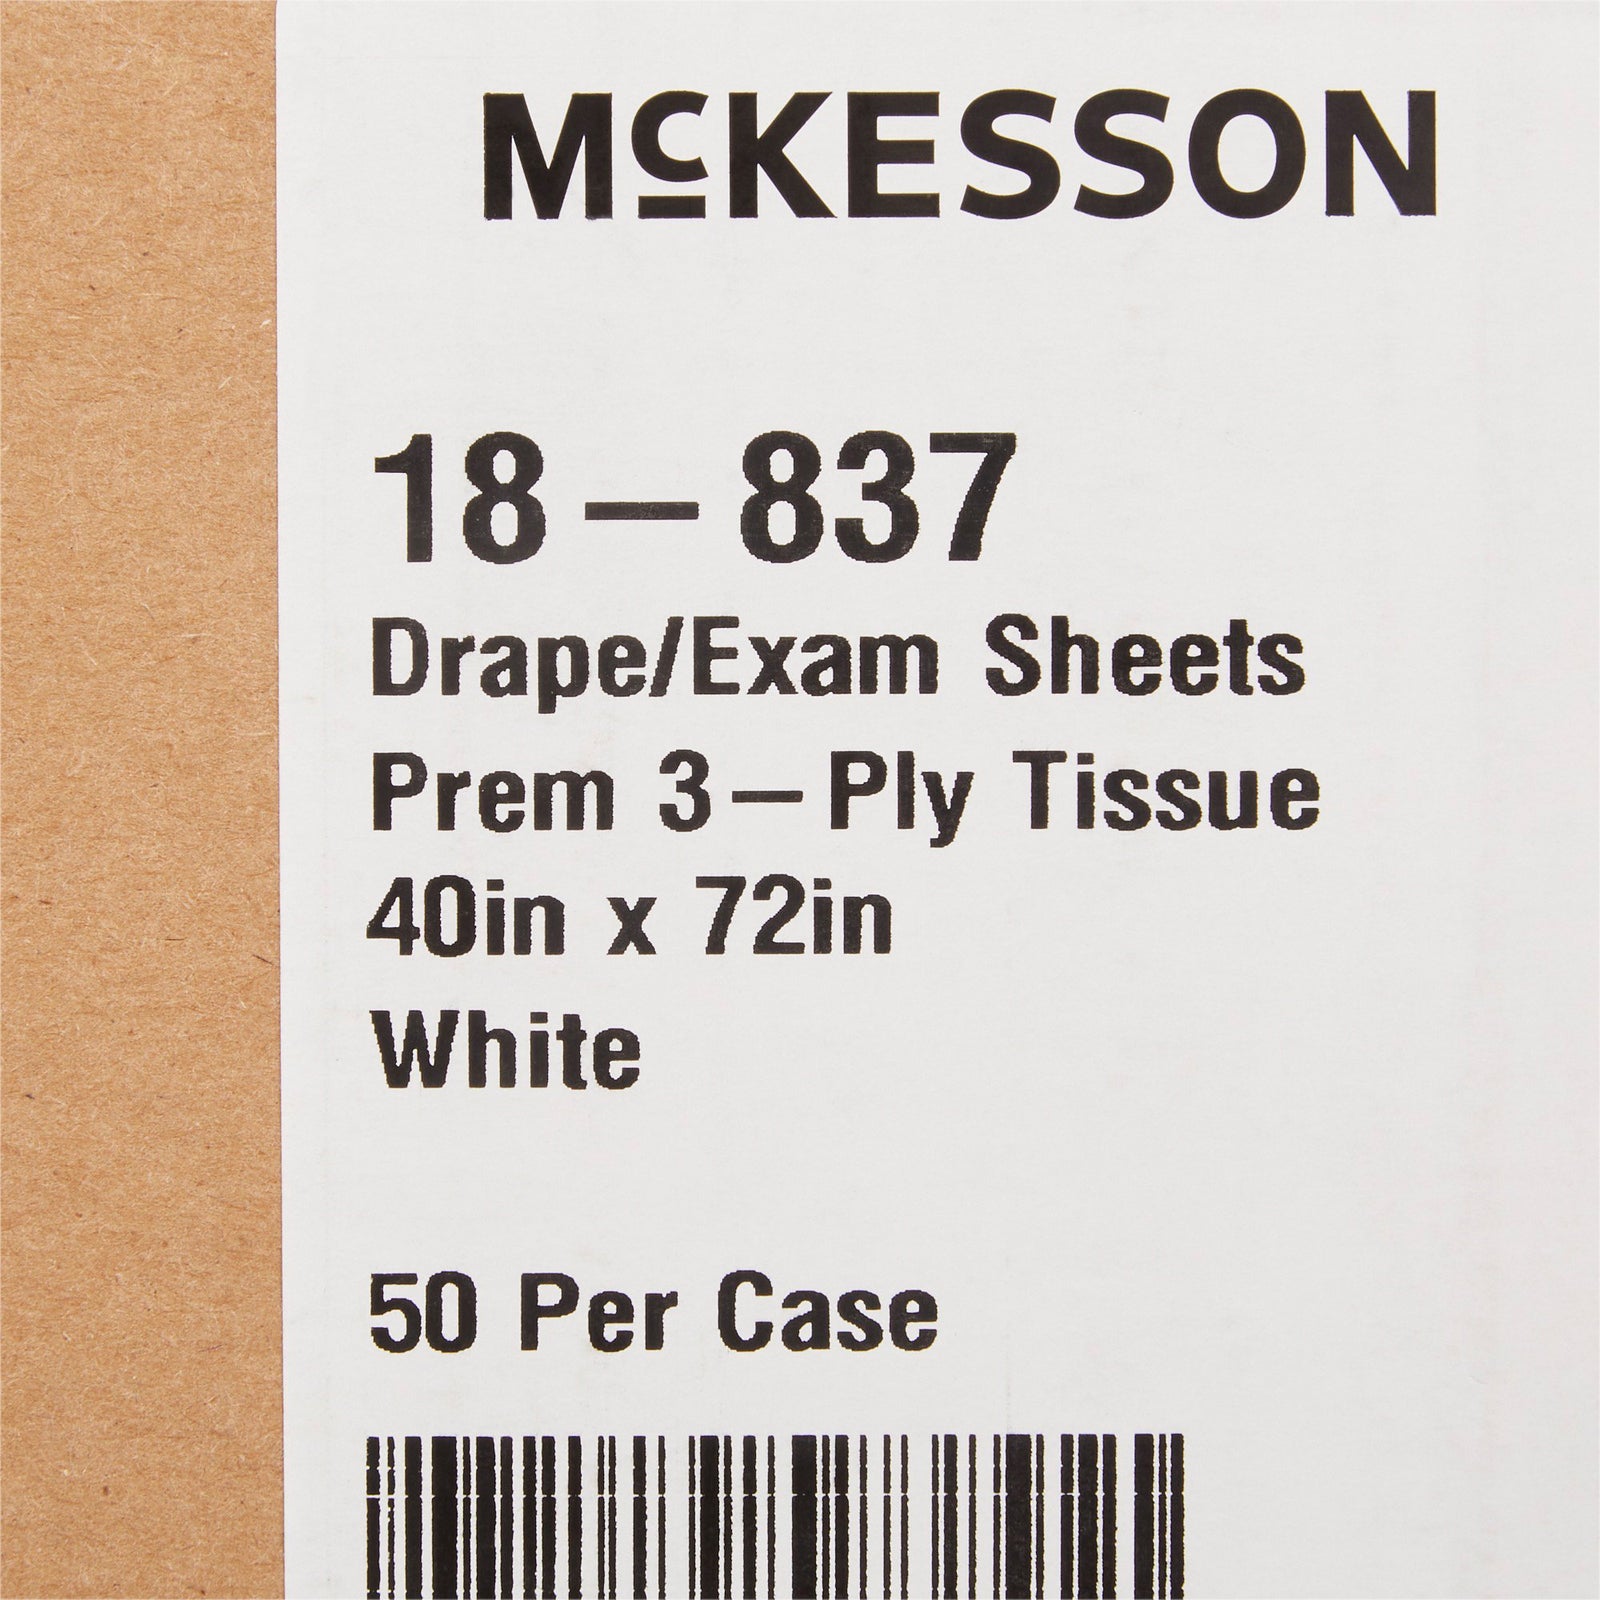 McKESSON
18-837
Drape/Exam Sheets
Prem 3-Ply Tissue
40in x 72in
White
50 Per Case